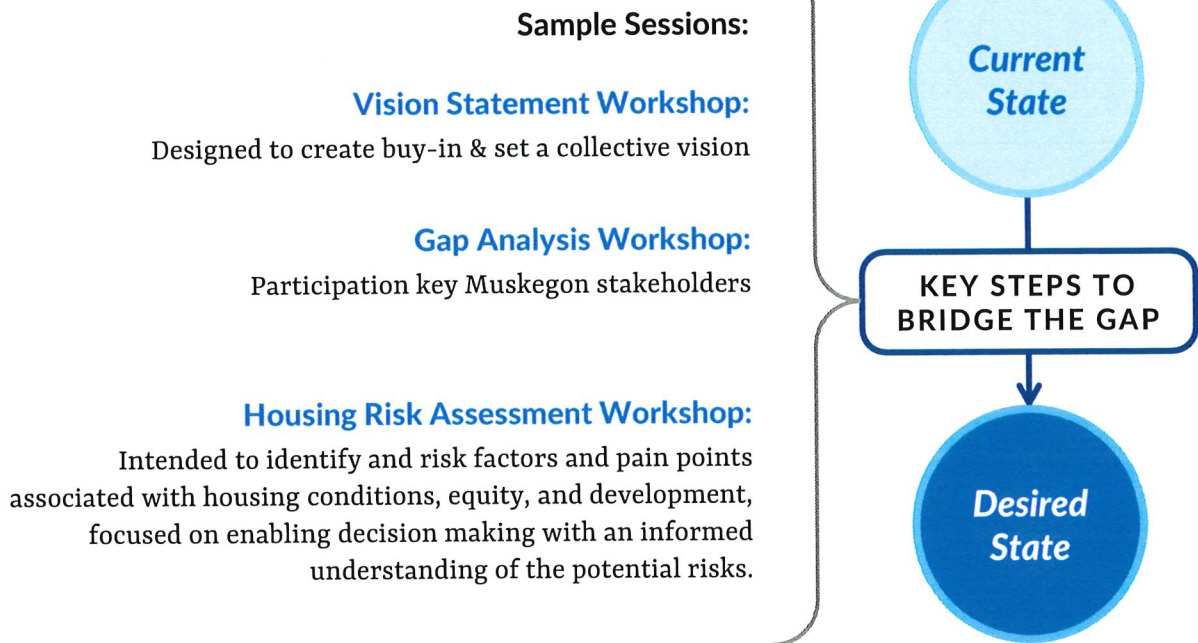 Sample Sessions:
Vision Statement Workshop:
Designed to create buy-in & set a collective vision
Gap Analysis Workshop:
Participation key Muskegon stakeholders
Housing Risk Assessment Workshop:
Intended to identify and risk factors and pain points
associated with housing conditions, equity, and development,
focused on enabling decision making with an informed
understanding of the potential risks.
Current
State
KEY STEPS TO
BRIDGE THE GAP
Desired
State